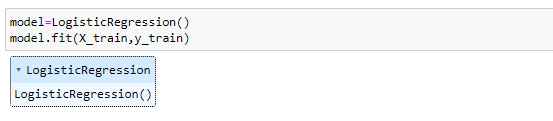 model=LogisticRegression()
model.fit(X_train,y_train)
LogisticRegression
LogisticRegression()